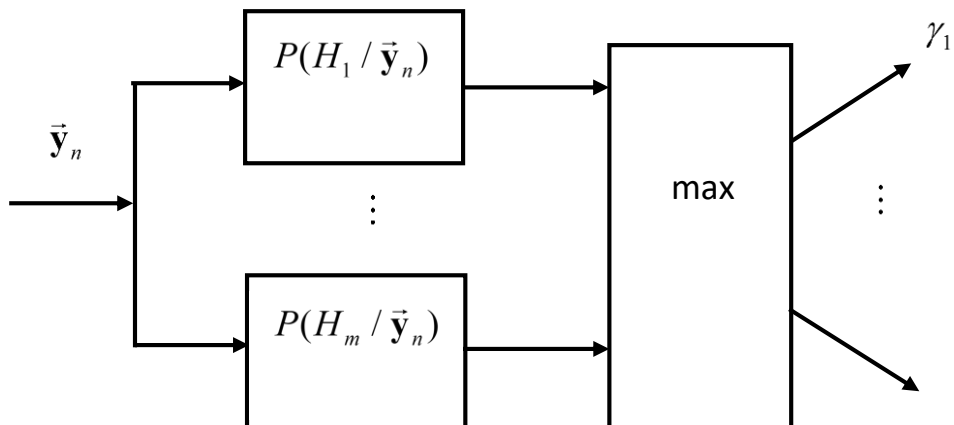 P(H₁ / y⃗ₙ)
γ₁
y⃗ₙ
⋮
max
⋮
P(Hₘ / y⃗ₙ)